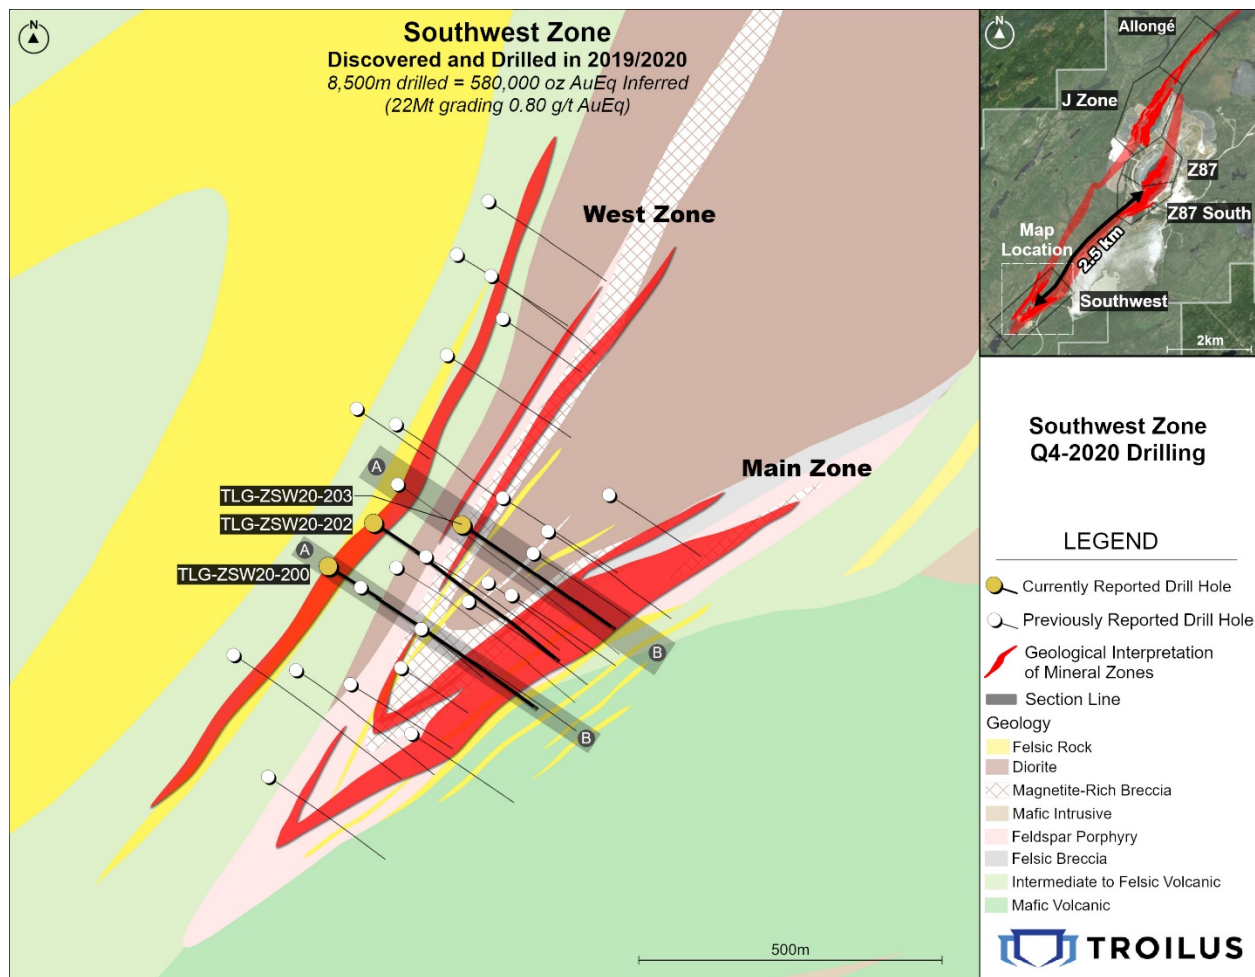 N
Southwest Zone
Discovered and Drilled in 2019/2020
8,500m drilled = 580,000 oz AuEq Inferred
(22Mt grading 0.80 g/t AuEq)
West Zone
Main Zone
A
TLG-ZSW20-203
TLG-ZSW20-202
A
TLG-ZSW20-200
B
B
500m
N
Allongé
J Zone
Z87
Z87 South
Map
Location
2.5 km
Southwest
2km
Southwest Zone
Q4-2020 Drilling
LEGEND
Currently Reported Drill Hole
Previously Reported Drill Hole
Geological Interpretation
of Mineral Zones
Section Line
Geology
Felsic Rock
Diorite
Magnetite-Rich Breccia
Mafic Intrusive
Feldspar Porphyry
Felsic Breccia
Intermediate to Felsic Volcanic
Mafic Volcanic
TROILUS